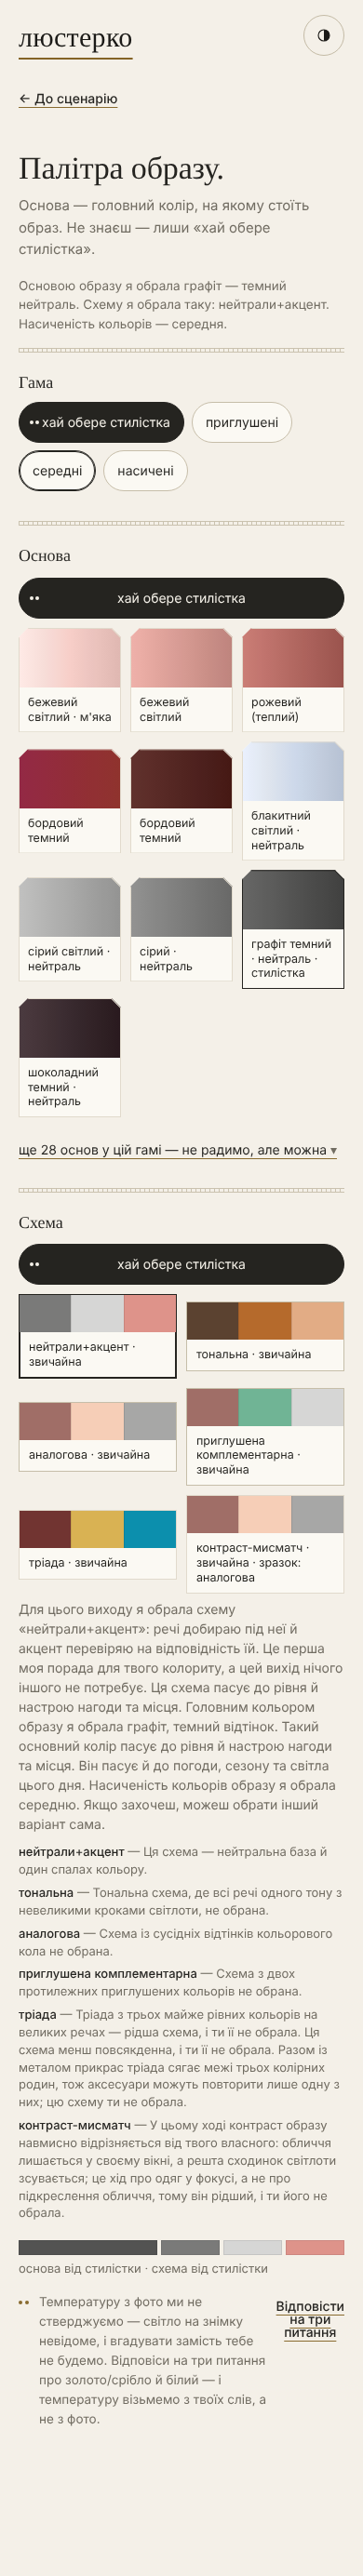 люстерко
← До сценарію
Палітра образу.
Основа — головний колір, на якому стоїть
образ. Не знаєш — лиши «хай обере
стилістка».
Основою образу я обрала графіт — темний
нейтраль. Схему я обрала таку: нейтрали+акцент.
Насиченість кольорів — середня.
Гама
хай обере стилістка
приглушені
середні
насичені
Основа
хай обере стилістка
бежевий
світлий · м'яка
бежевий
світлий
рожевий
(теплий)
бордовий
темний
бордовий
темний
блакитний
світлий ·
нейтраль
сірий світлий ·
нейтраль
сірий ·
нейтраль
графіт темний
· нейтраль ·
стилістка
шоколадний
темний ·
нейтраль
ще 28 основ у цій гамі — не радимо, але можна ▾
Схема
хай обере стилістка
нейтрали+акцент ·
звичайна
тональна · звичайна
аналогова · звичайна
приглушена
комплементарна ·
звичайна
тріада · звичайна
контраст-мисматч ·
звичайна · зразок:
аналогова
Для цього виходу я обрала схему
«нейтрали+акцент»: речі добираю під неї й
акцент перевіряю на відповідність їй. Це перша
моя порада для твого колориту, а цей вихід нічого
іншого не потребує. Ця схема пасує до рівня й
настрою нагоди та місця. Головним кольором
образу я обрала графіт, темний відтінок. Такий
основний колір пасує до рівня й настрою нагоди
та місця. Він пасує й до погоди, сезону та світла
цього дня. Насиченість кольорів образу я обрала
середню. Якщо захочеш, можеш обрати інший
варіант сама.
нейтрали+акцент — Ця схема — нейтральна база й
один спалах кольору.
тональна — Тональна схема, де всі речі одного тону з
невеликими кроками світлоти, не обрана.
аналогова — Схема із сусідніх відтінків кольорового
кола не обрана.
приглушена комплементарна — Схема з двох
протилежних приглушених кольорів не обрана.
тріада — Тріада з трьох майже рівних кольорів на
великих речах — рідша схема, і ти її не обрала. Ця
схема менш повсякденна, і ти її не обрала. Разом із
металом прикрас тріада сягає межі трьох колірних
родин, тож аксесуари можуть повторити лише одну з
них; цю схему ти не обрала.
контраст-мисматч — У цьому ході контраст образу
навмисно відрізняється від твого власного: обличчя
лишається у своєму вікні, а решта сходинок світлоти
зсувається; це хід про одяг у фокусі, а не про
підкреслення обличчя, тому він рідший, і ти його не
обрала.
основа від стилістки · схема від стилістки
Температуру з фото ми не
стверджуємо — світло на знімку
невідоме, і вгадувати замість тебе
не будемо. Відповіси на три питання
про золото/срібло й білий — і
температуру візьмемо з твоїх слів, а
не з фото.
Відповісти
на три
питання